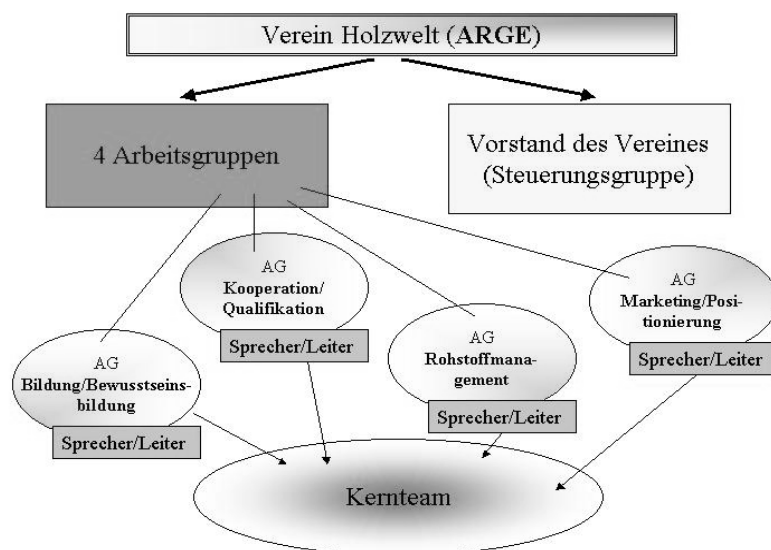 Verein Holzwelt (ARGE)
4 Arbeitsgruppen
Vorstand des Vereines
(Steuerungsgruppe)
AG
Kooperation/
Qualifikation
Sprecher/Leiter
AG
Marketing/Posi-
tionierung
Sprecher/Leiter
AG
Bildung/Bewusstseins-
bildung
Sprecher/Leiter
AG
Rohstoffmana-
gement
Sprecher/Leiter
Kernteam